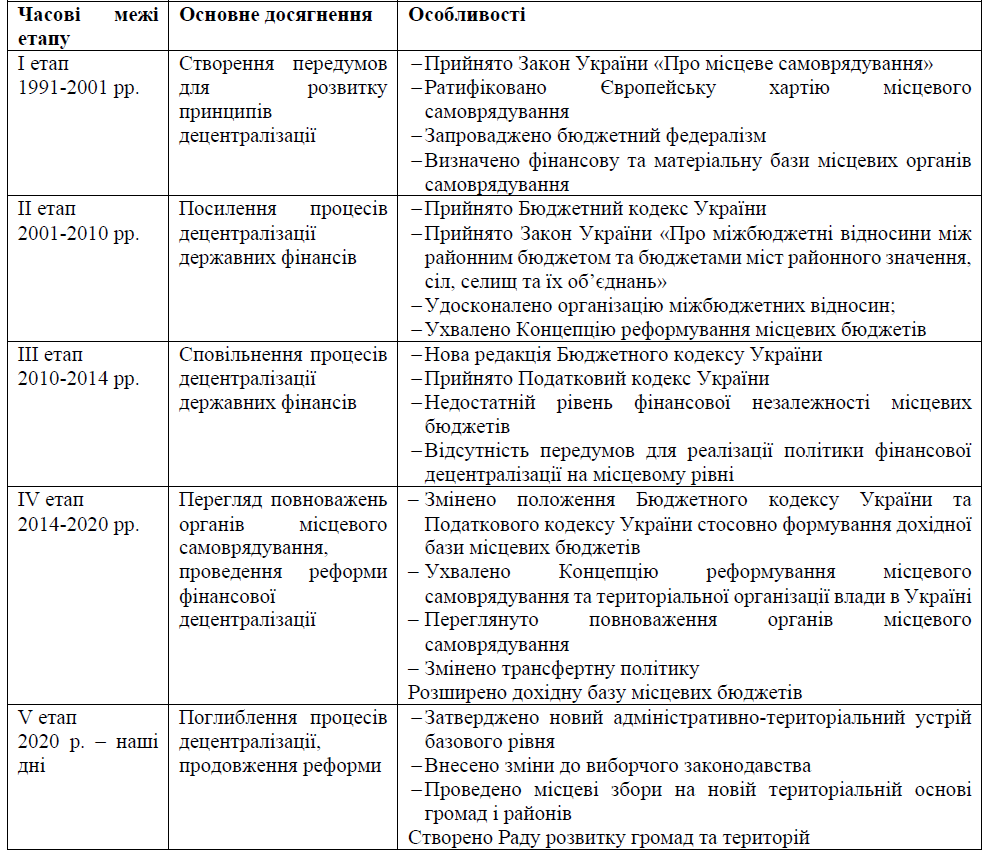 Часові межі етапу
Основне досягнення
Особливості
І етап
1991-2001 рр.
Створення передумов
для розвитку
принципів
децентралізації
–Прийнято Закон України «Про місцеве самоврядування»
–Ратифіковано Європейську хартію місцевого
самоврядування
–Запроваджено бюджетний федералізм
–Визначено фінансову та матеріальну бази місцевих органів
самоврядування
ІІ етап
2001-2010 рр.
Посилення процесів
децентралізації
державних фінансів
–Прийнято Бюджетний кодекс України
–Прийнято Закон України «Про міжбюджетні відносини між
районним бюджетом та бюджетами міст районного значення,
сіл, селищ та їх об’єднань»
–Удосконалено організацію міжбюджетних відносин;
–Ухвалено Концепцію реформування місцевих бюджетів
ІІІ етап
2010-2014 рр.
Сповільнення процесів
децентралізації
державних фінансів
–Нова редакція Бюджетного кодексу України
–Прийнято Податковий кодекс України
–Недостатній рівень фінансової незалежності місцевих
бюджетів
–Відсутність передумов для реалізації політики фінансової
децентралізації на місцевому рівні
IV етап
2014-2020 рр.
Перегляд повноважень
органів місцевого
самоврядування,
проведення реформи
фінансової
децентралізації
– Змінено положення Бюджетного кодексу України та
Податкового кодексу України стосовно формування дохідної
бази місцевих бюджетів
– Ухвалено Концепцію реформування місцевого
самоврядування та територіальної організації влади в Україні
– Переглянуто повноваження органів місцевого
самоврядування
– Змінено трансфертну політику
Розширено дохідну базу місцевих бюджетів
V етап
2020 р. – наші
дні
Поглиблення процесів
децентралізації,
продовження реформи
–Затверджено новий адміністративно-територіальний устрій
базового рівня
–Внесено зміни до виборчого законодавства
–Проведено місцеві збори на новій територіальній основі
громад і районів
Створено Раду розвитку громад та територій